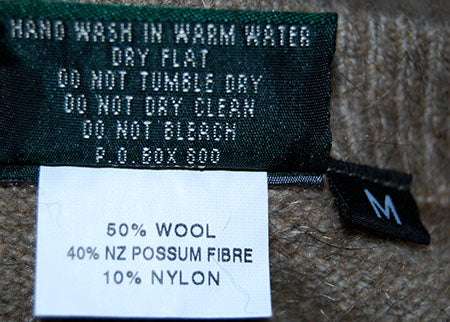 HAND WASH IN WARM WATER
DRY FLAT
DO NOT TUMBLE DRY
DO NOT DRY CLEAN
DO NOT BLEACH
P.O. BOX 800
50% WOOL
40% NZ POSSUM FIBRE
10% NYLON
M